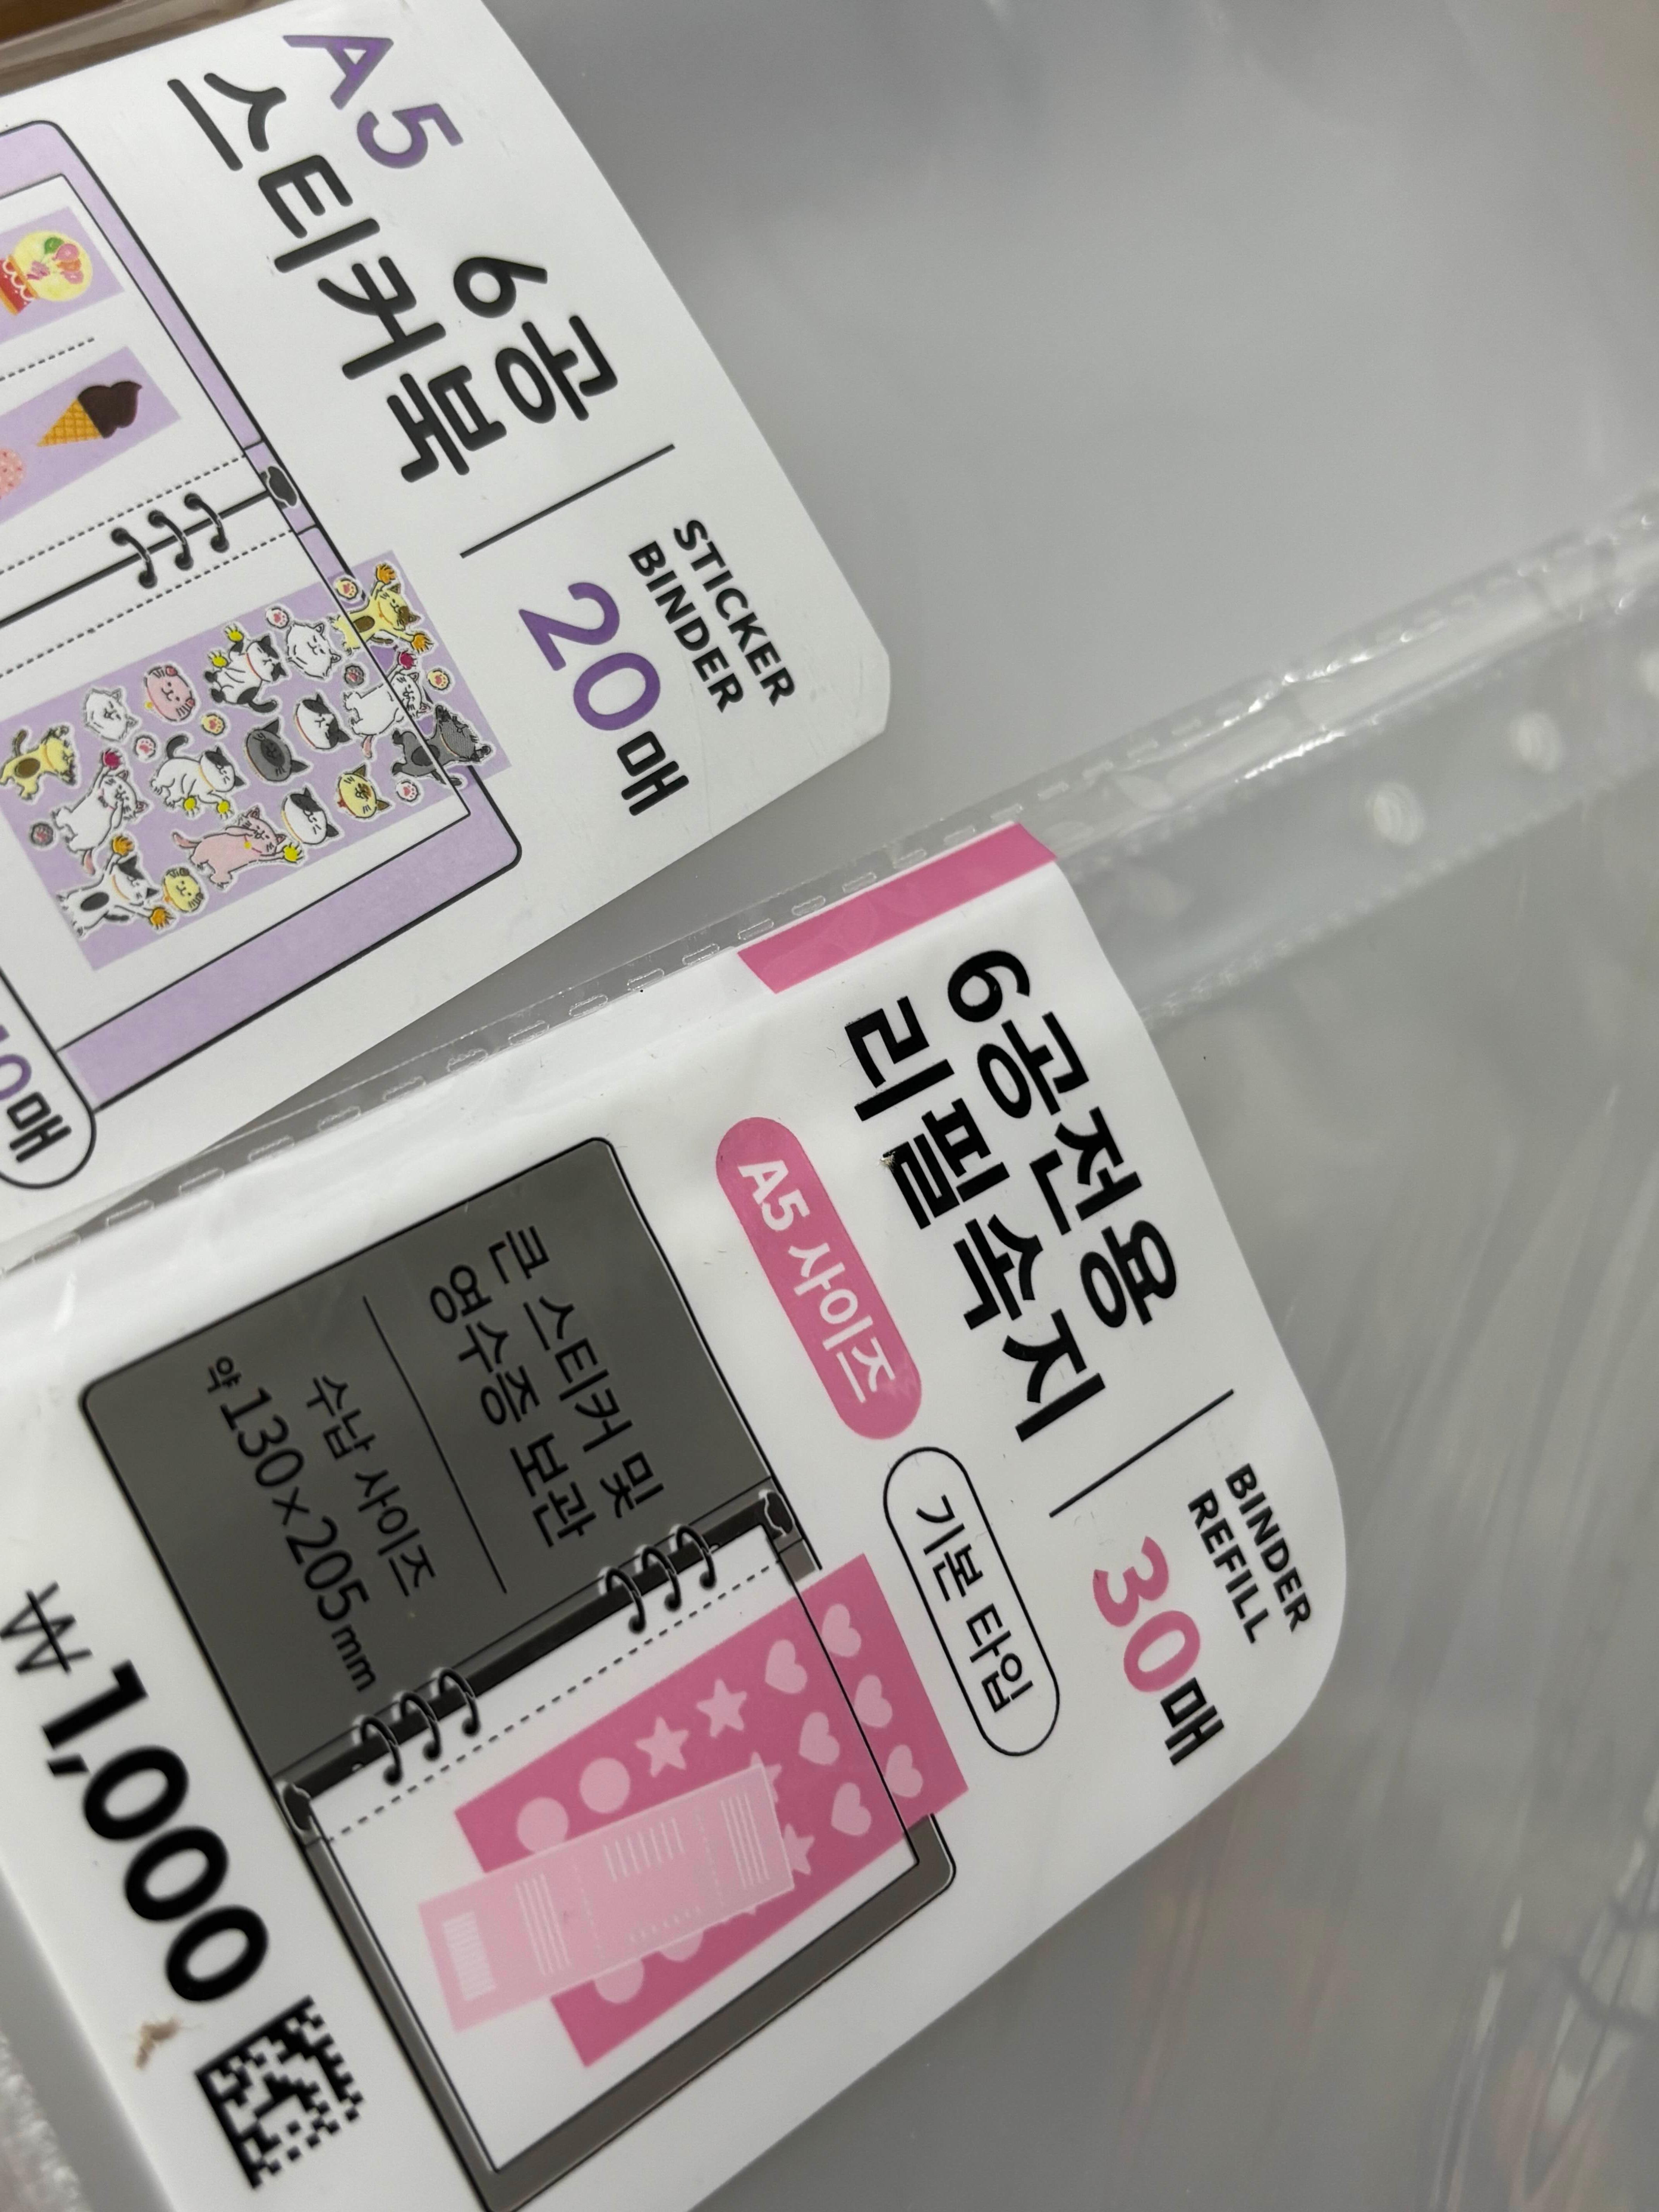 A5 6공
스티커북
STICKER
BINDER
20매
6공전용
리필속지
BINDER
REFILL
30매
A5 사이즈
기본 타입
큰 스티커 및
영수증 보관
수납 사이즈
약 130×205mm
₩1,000